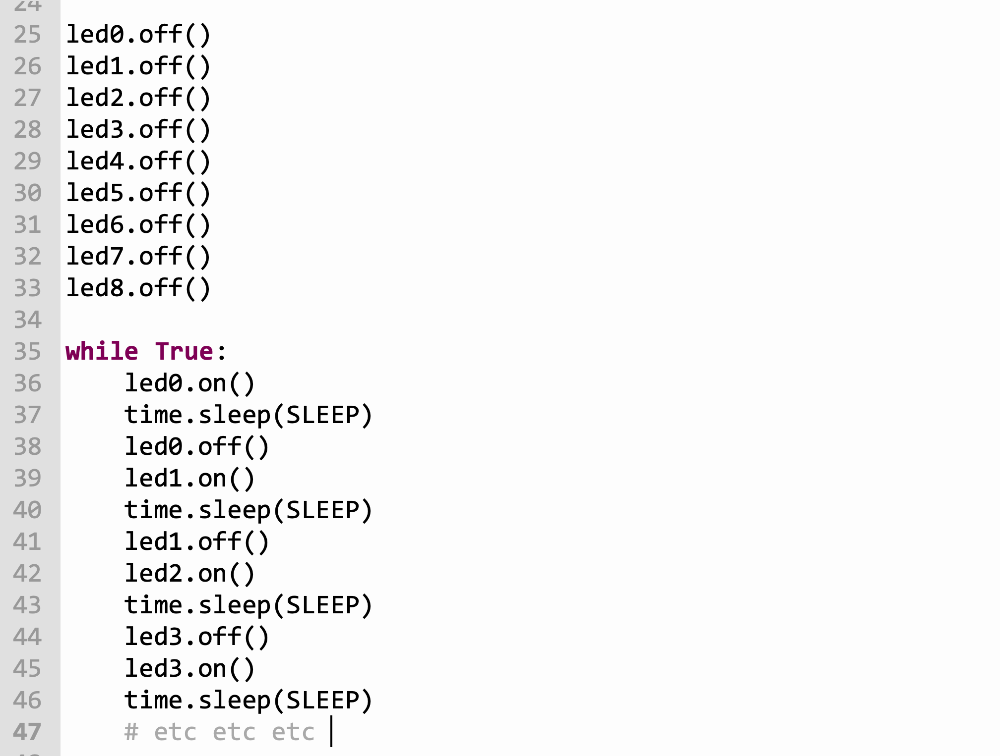 24
25 led0.off()
26 led1.off()
27 led2.off()
28 led3.off()
29 led4.off()
30 led5.off()
31 led6.off()
32 led7.off()
33 led8.off()
34
35 while True:
36     led0.on()
37     time.sleep(SLEEP)
38     led0.off()
39     led1.on()
40     time.sleep(SLEEP)
41     led1.off()
42     led2.on()
43     time.sleep(SLEEP)
44     led3.off()
45     led3.on()
46     time.sleep(SLEEP)
47     # etc etc etc